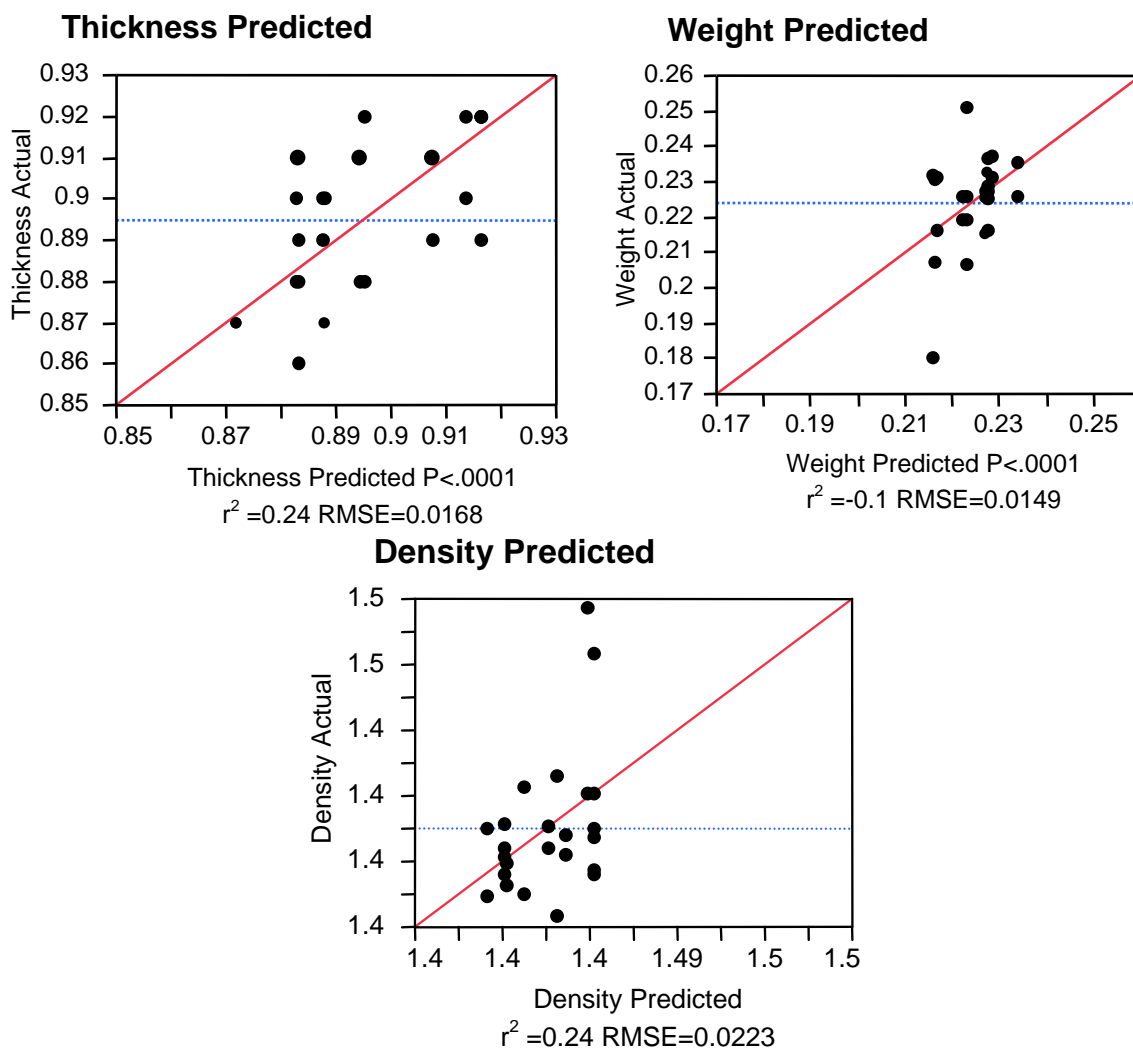 Thickness Predicted
Thickness Actual
0.93
0.92
0.91
0.9
0.89
0.88
0.87
0.86
0.85
0.85 0.87 0.89 0.9 0.91 0.93
Thickness Predicted P<.0001
r² =0.24 RMSE=0.0168
Weight Predicted
Weight Actual
0.26
0.25
0.24
0.23
0.22
0.21
0.2
0.19
0.18
0.17
0.17 0.19 0.21 0.23 0.26
Weight Predicted P<.0001
r² =-0.1 RMSE=0.0149
Density Predicted
Density Actual
1.5
1.5
1.4
1.4
1.4
1.4
1.4 1.4 1.4 1.49 1.5 1.5
Density Predicted
r² =0.24 RMSE=0.0223